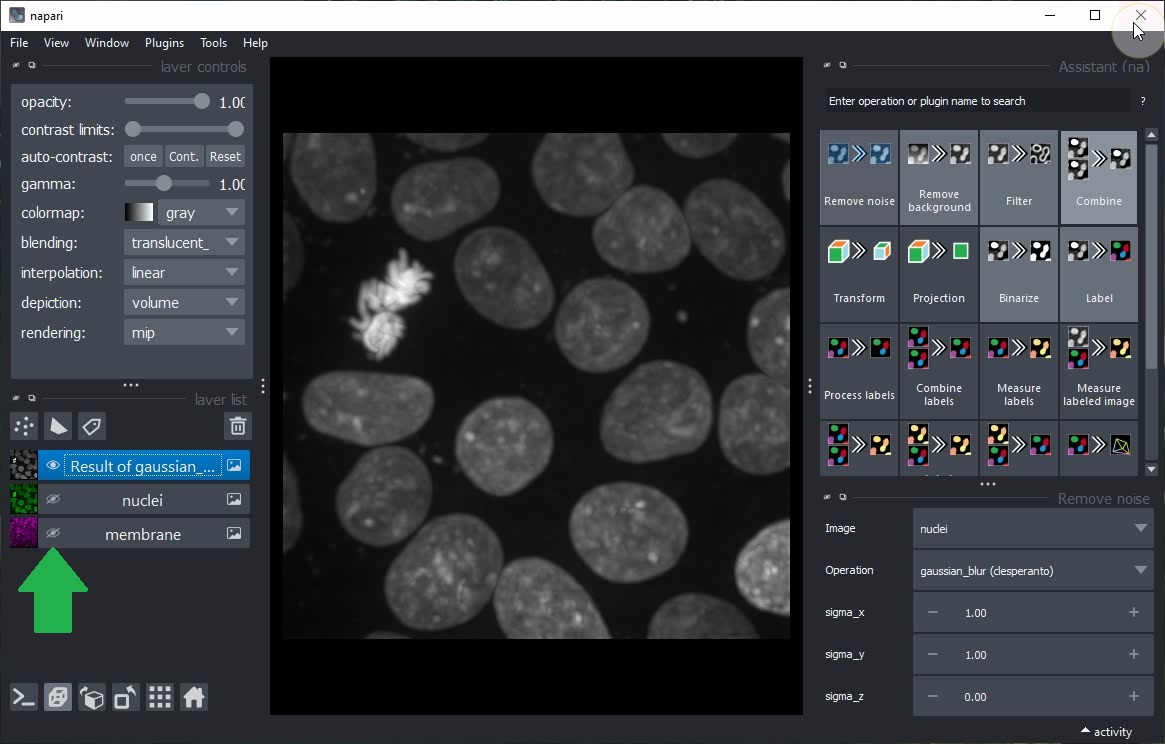 napari
File View Window Plugins Tools Help
layer controls
opacity: 1.00
contrast limits:
auto-contrast: once Cont. Reset
gamma: 1.00
colormap: gray
blending: translucent_
interpolation: linear
depiction: volume
rendering: mip
layer list
Result of gaussian_...
nuclei
membrane
Assistant (na)
Enter operation or plugin name to search ?
Remove noise
Remove background
Filter
Combine
Transform
Projection
Binarize
Label
Process labels
Combine labels
Measure labels
Measure labeled image
Remove noise
Image nuclei
Operation gaussian_blur (clesperanto)
sigma_x − 1.00 +
sigma_y − 1.00 +
sigma_z − 0.00 +
activity